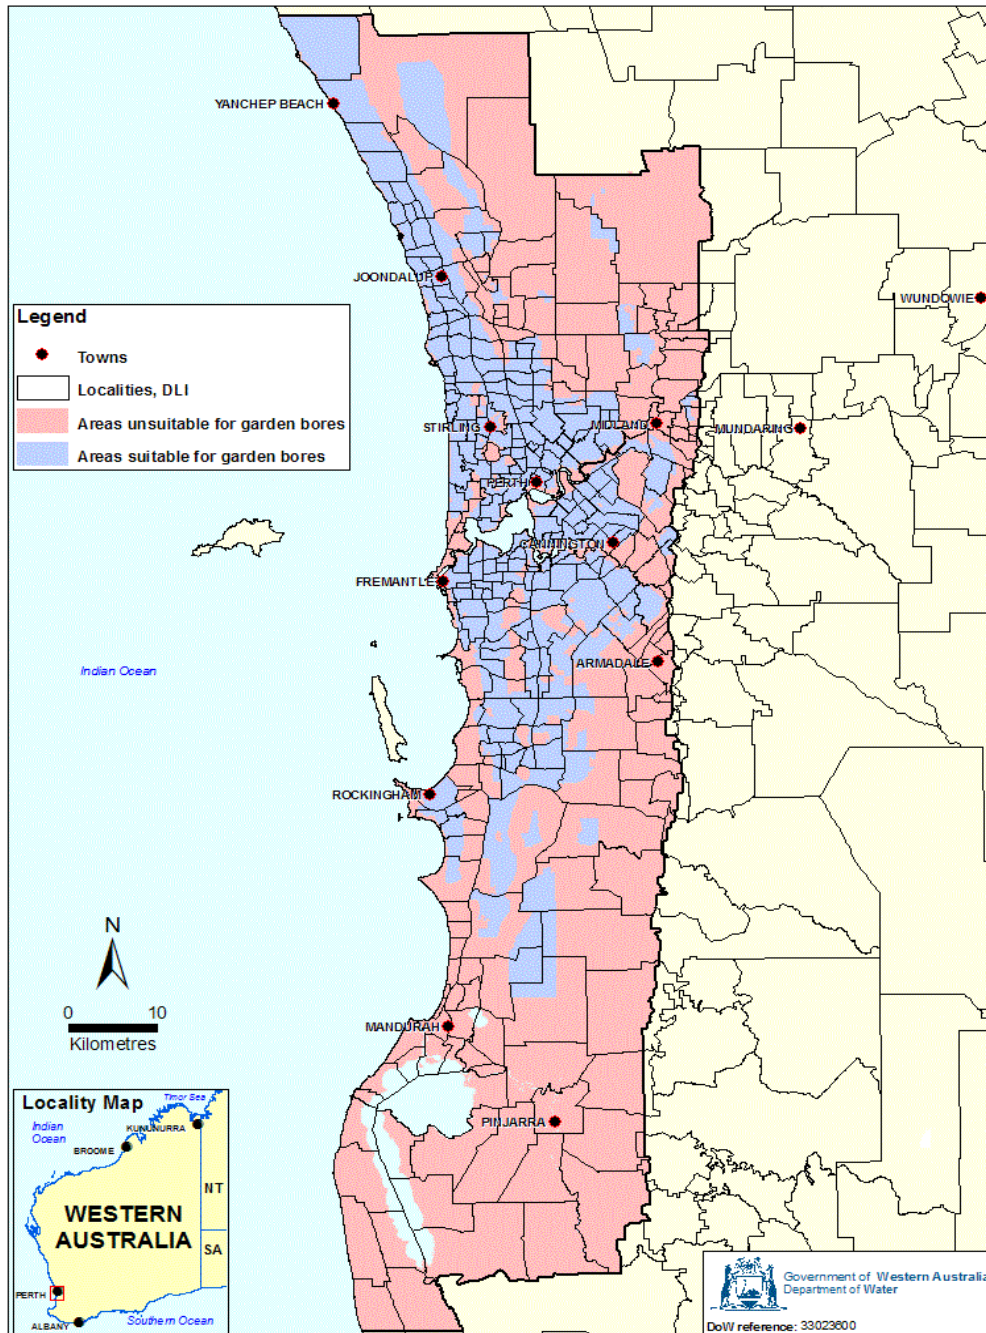 YANCHEP BEACH
JOONDALUP
WUNDOWIE
Legend
Towns
Localities, DLI
Areas unsuitable for garden bores
Areas suitable for garden bores
STIRLING
MIDLAND
MUNDARING
PERTH
CANNINGTON
FREMANTLE
ARMADALE
Indian Ocean
ROCKINGHAM
N
0 10
Kilometres
MANDURAH
PINJARRA
Locality Map
Timor Sea
Indian
Ocean
KUNUNURRA
BROOME
NT
WESTERN
AUSTRALIA
SA
PERTH
ALBANY
Southern Ocean
Government of Western Australia
Department of Water
DoW reference: 33023600